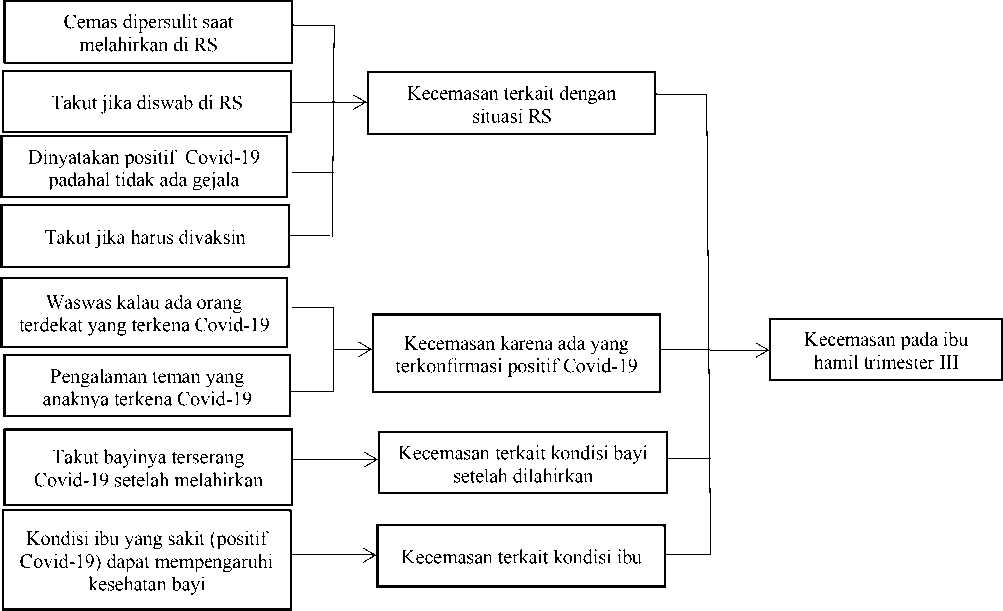 Cemas dipersulit saat
melahirkan di RS
Takut jika diswab di RS
Dinyatakan positif Covid-19
padahal tidak ada gejala
Takut jika harus divaksin
Kecemasan terkait dengan
situasi RS
Waswas kalau ada orang
terdekat yang terkena Covid-19
Pengalaman teman yang
anaknya terkena Covid-19
Kecemasan karena ada yang
terkonfirmasi positif Covid-19
Takut bayinya terserang
Covid-19 setelah melahirkan
Kecemasan terkait kondisi bayi
setelah dilahirkan
Kondisi ibu yang sakit (positif
Covid-19) dapat mempengaruhi
kesehatan bayi
Kecemasan terkait kondisi ibu
Kecemasan pada ibu
hamil trimester III